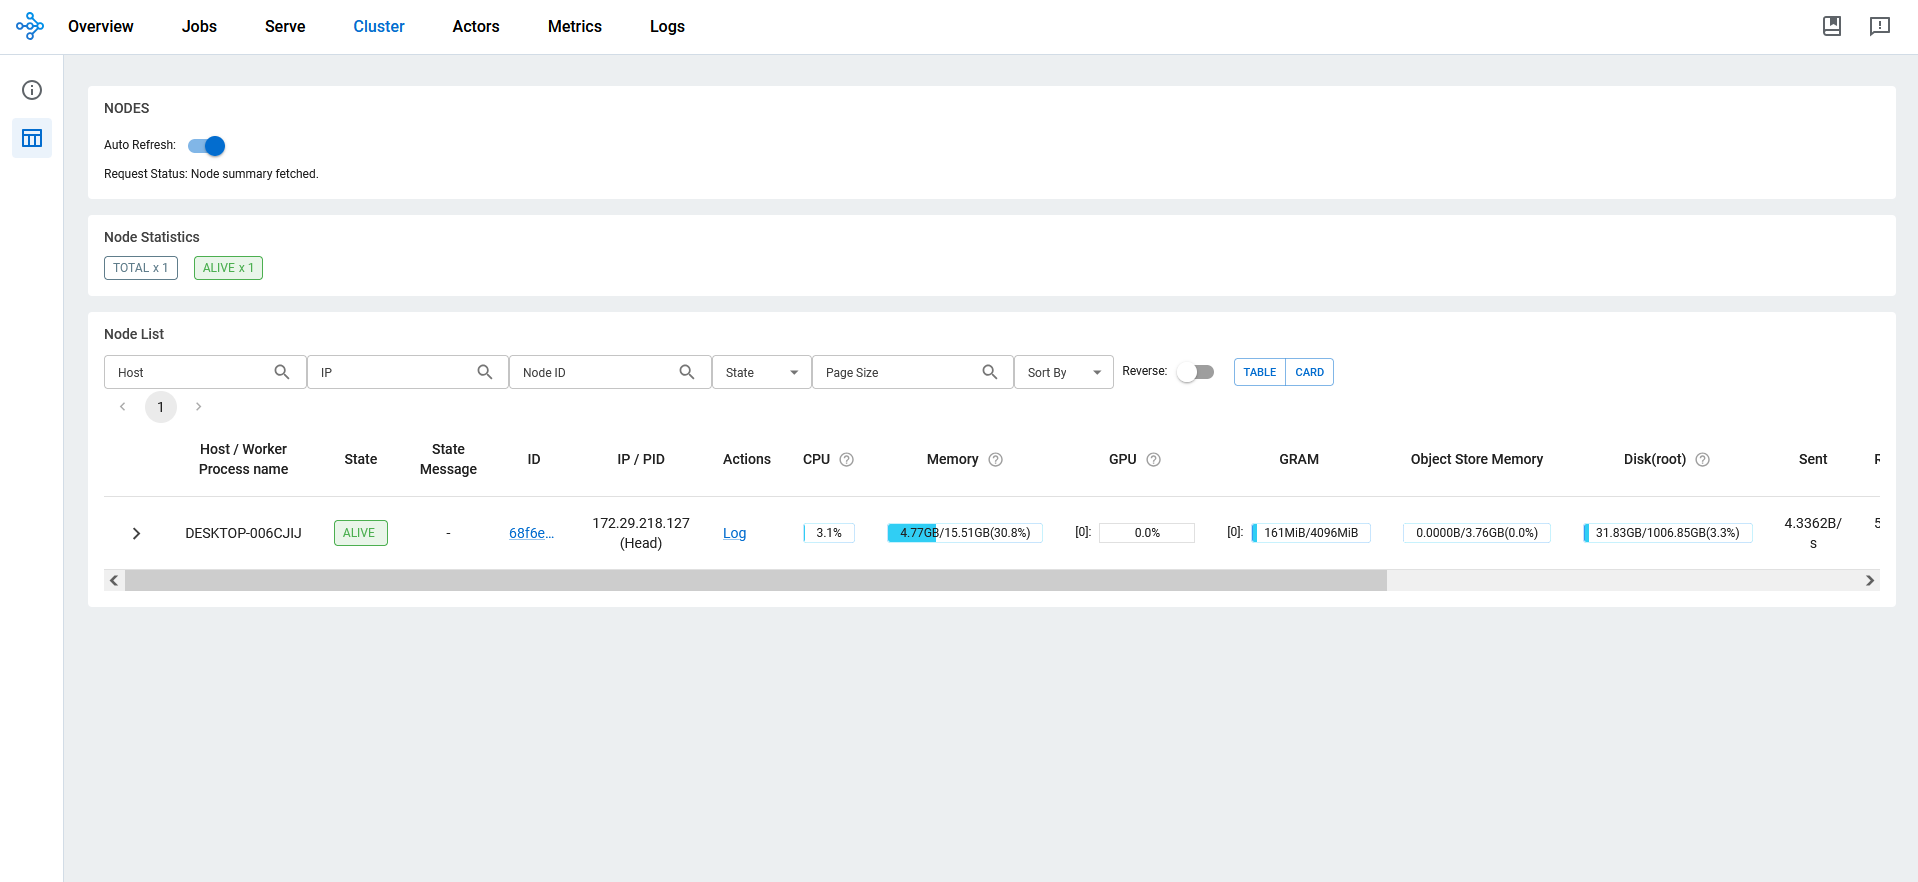 Overview Jobs Serve Cluster Actors Metrics Logs
NODES
Auto Refresh:
Request Status: Node summary fetched.
Node Statistics
TOTAL x 1 ALIVE x 1
Node List
Host IP Node ID State Page Size Sort By Reverse: TABLE CARD
1
Host / Worker Process name State State Message ID IP / PID Actions CPU Memory GPU GRAM Object Store Memory Disk(root) Sent
DESKTOP-006CJIJ ALIVE - 68f6e... 172.29.218.127 (Head) Log 3.1% 4.77GB/15.51GB(30.8%) [0]: 0.0% [0]: 161MiB/4096MiB 0.0000B/3.76GB(0.0%) 31.83GB/1006.85GB(3.3%) 4.3362B/s 5